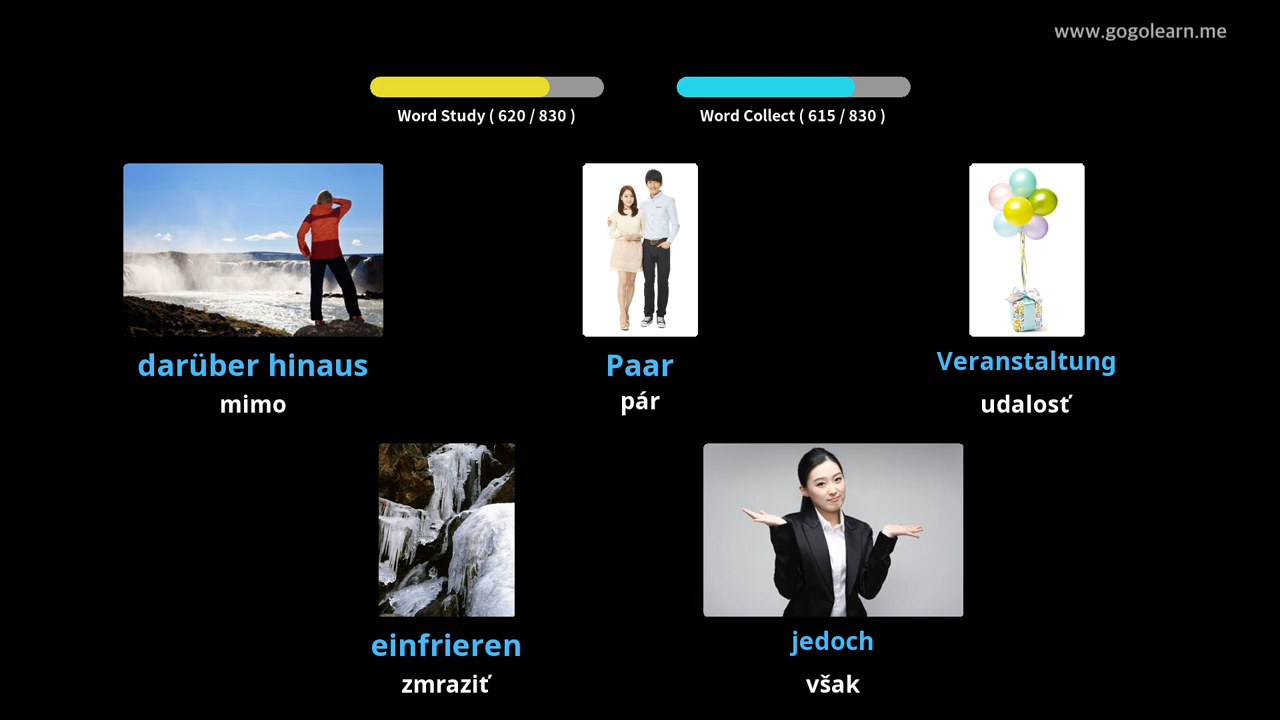 www.gogolearn.me
Word Study ( 620 / 830 )
Word Collect ( 615 / 830 )
darüber hinaus
mimo
Paar
pár
Veranstaltung
udalosť
einfrieren
zmraziť
jedoch
však